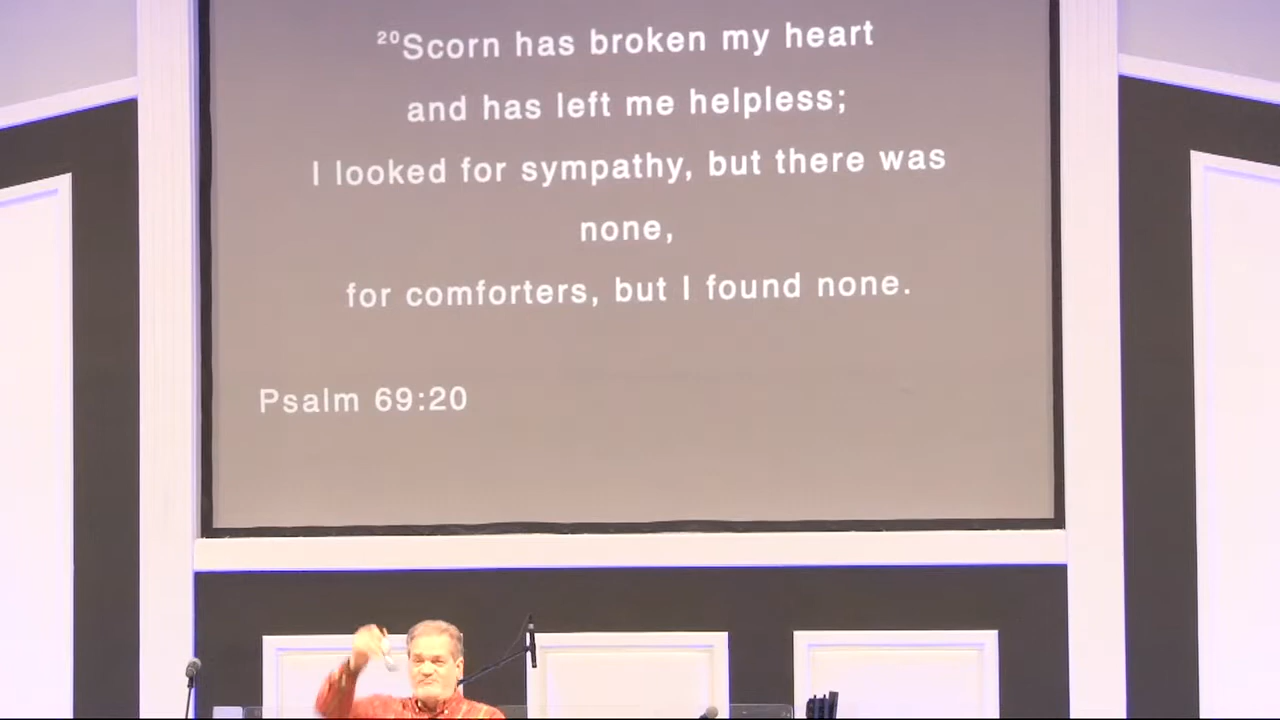 ²⁰Scorn has broken my heart
and has left me helpless;
I looked for sympathy, but there was
none,
for comforters, but I found none.
Psalm 69:20